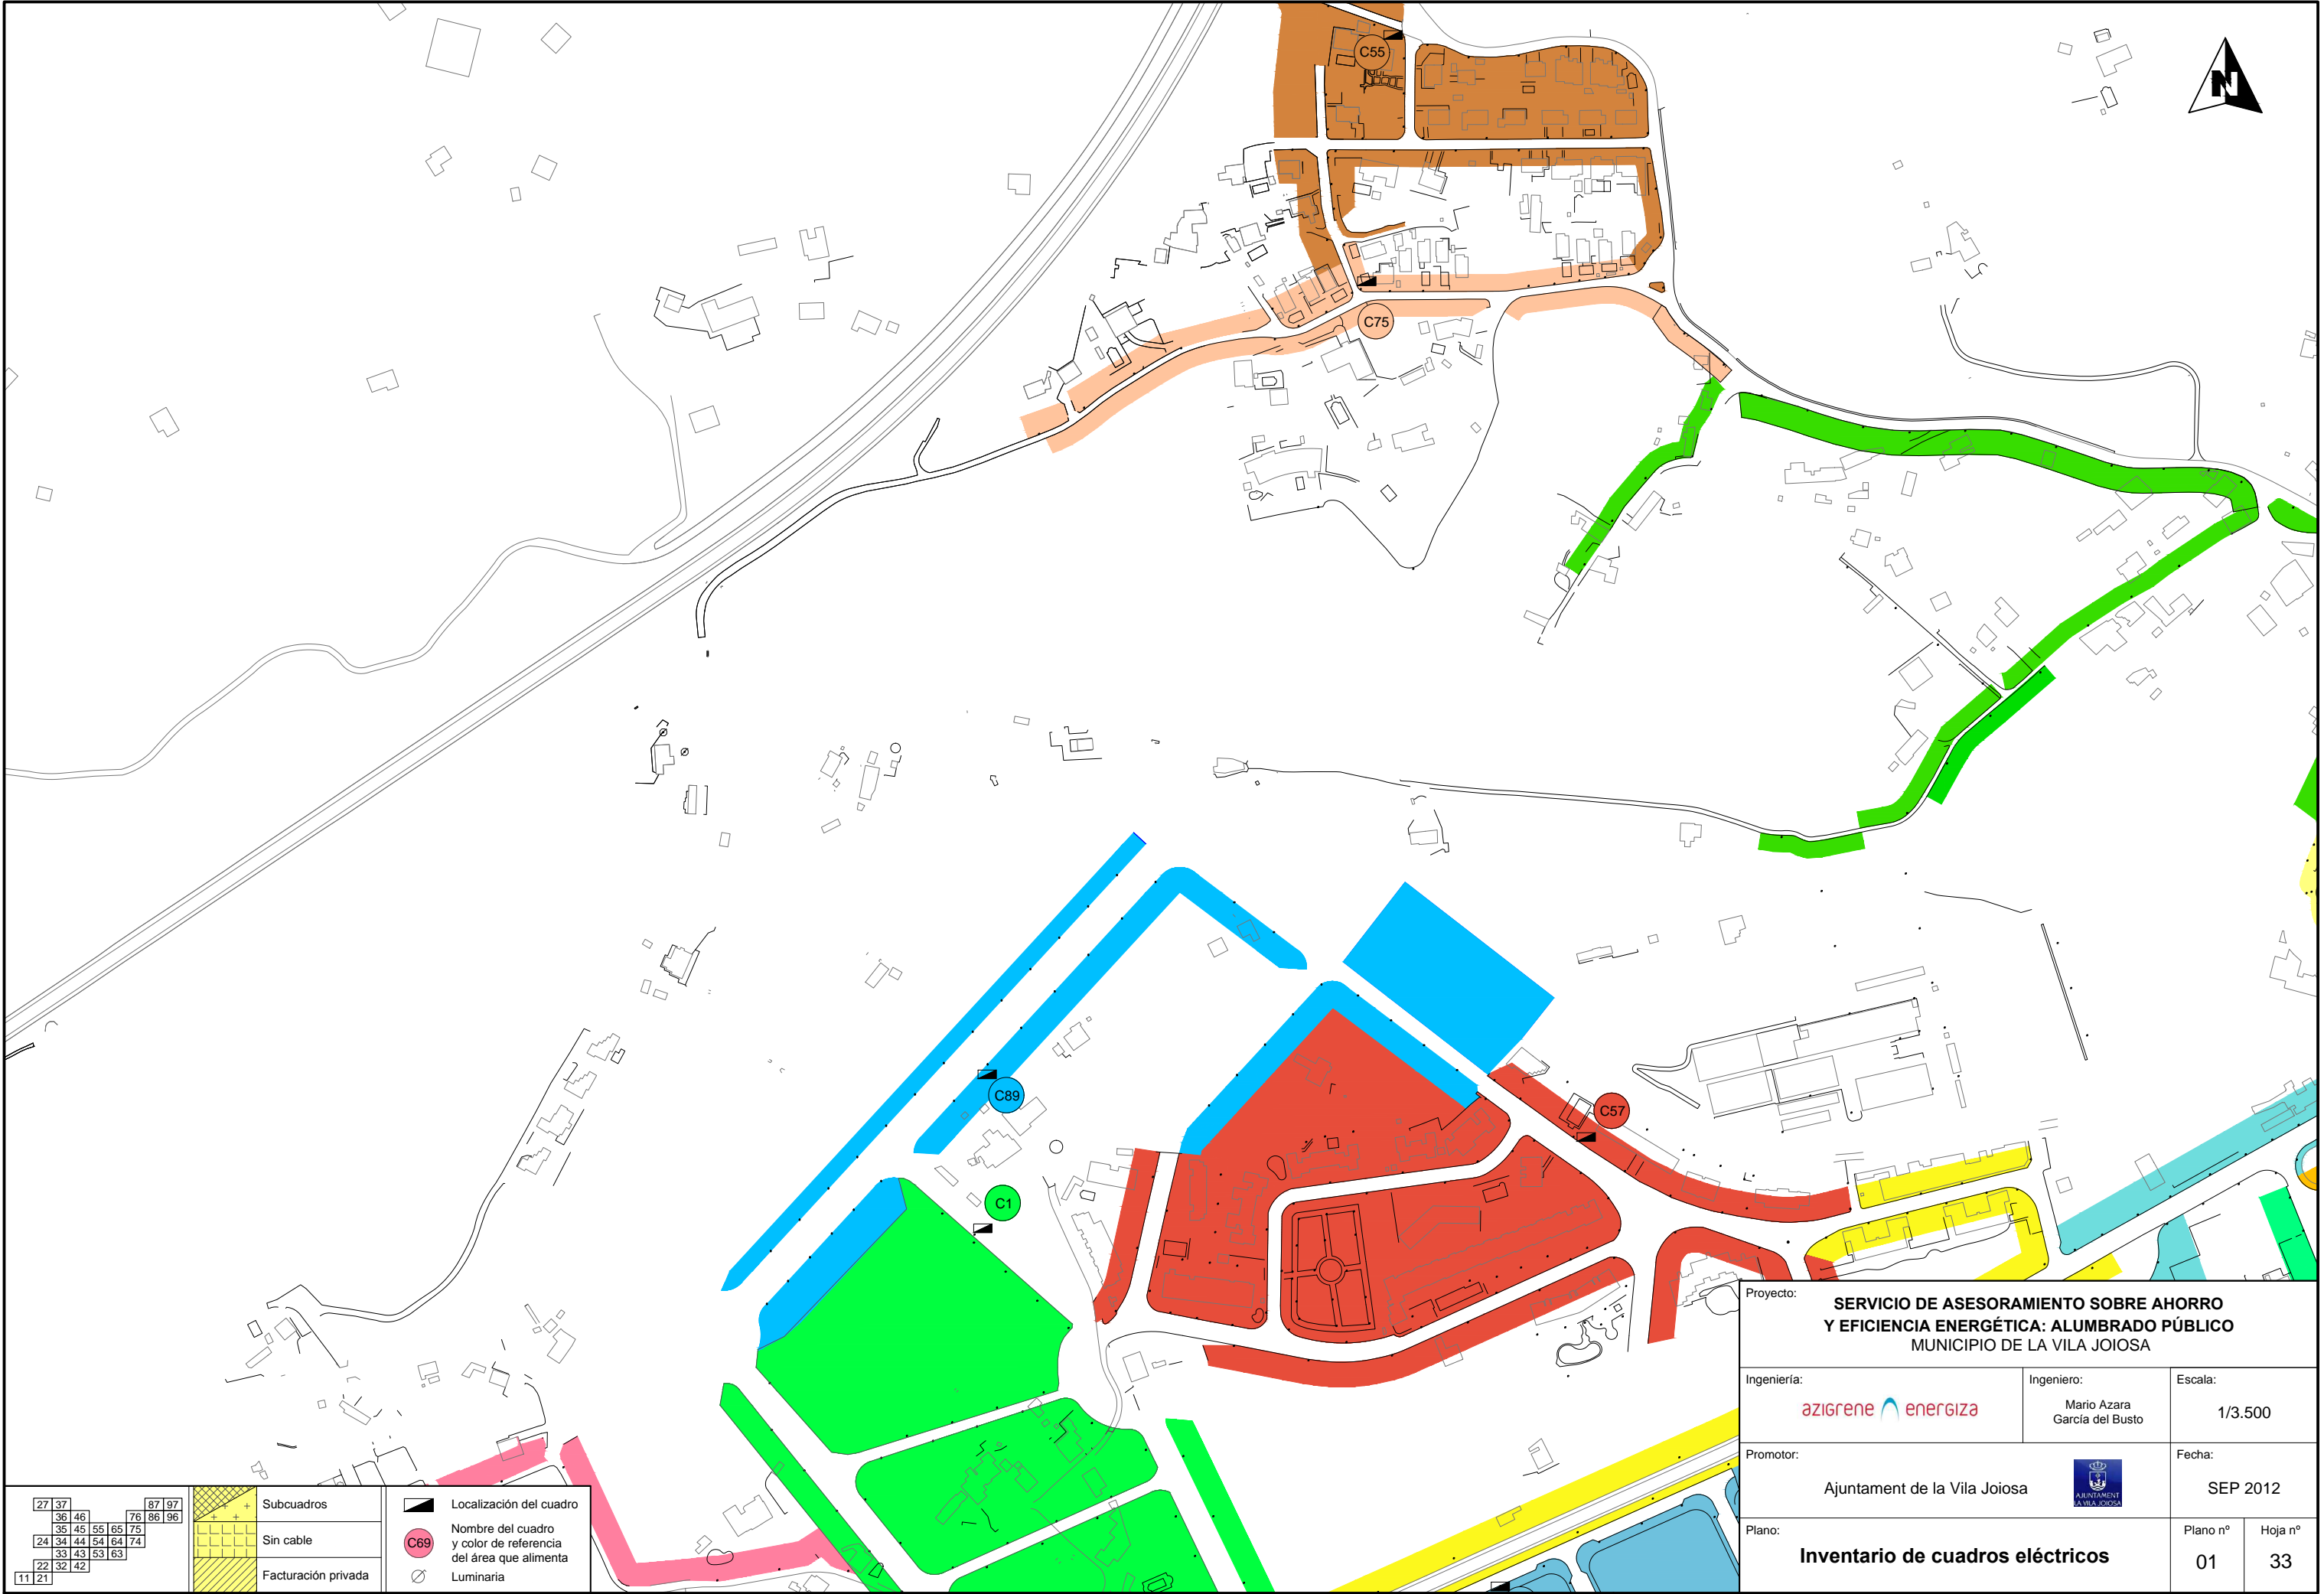 C55
N
C75
C89
C57
C1
Proyecto:
SERVICIO DE ASESORAMIENTO SOBRE AHORRO
Y EFICIENCIA ENERGÉTICA: ALUMBRADO PÚBLICO
MUNICIPIO DE LA VILA JOIOSA
Ingeniería:
azigrene energiza
Ingeniero:
Mario Azara
García del Busto
Escala:
1/3.500
Promotor:
Ajuntament de la Vila Joiosa
AJUNTAMENT
LA VILA JOIOSA
Fecha:
SEP 2012
Plano:
Inventario de cuadros eléctricos
Plano nº
01
Hoja nº
33
27 37 87 97
36 46 76 86 96
35 45 55 65 75
24 34 44 54 64 74
33 43 53 63
22 32 42
11 21
Subcuadros
Sin cable
Facturación privada
Localización del cuadro
C69
Nombre del cuadro
y color de referencia
del área que alimenta
Luminaria